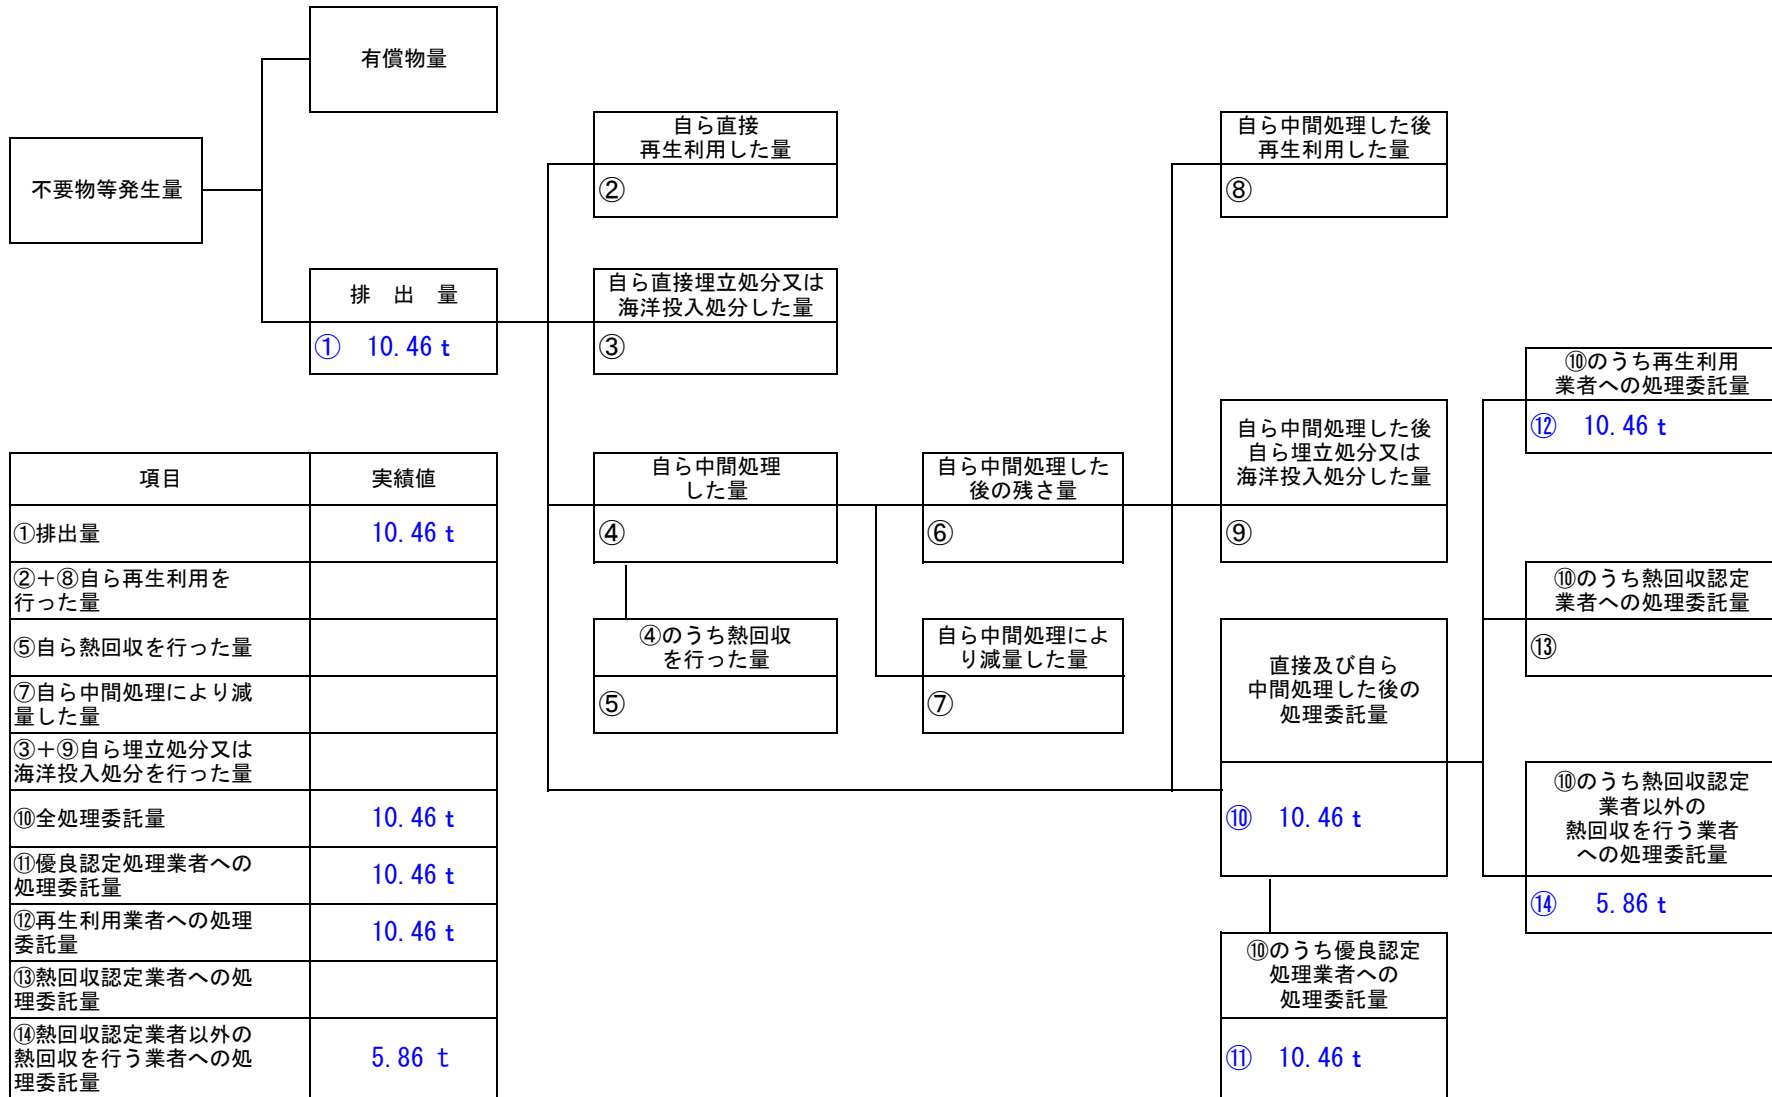 有償物量
不要物等発生量
排 出 量
① 10.46 t
自ら直接
再生利用した量
②
自ら直接埋立処分又は
海洋投入処分した量
③
自ら中間処理
した量
④
④のうち熱回収
を行った量
⑤
自ら中間処理した
後の残さ量
⑥
自ら中間処理によ
り減量した量
⑦
自ら中間処理した後
再生利用した量
⑧
自ら中間処理した後
自ら埋立処分又は
海洋投入処分した量
⑨
直接及び自ら
中間処理した後の
処理委託量
⑩ 10.46 t
⑩のうち優良認定
処理業者への
処理委託量
⑪ 10.46 t
⑩のうち再生利用
業者への処理委託量
⑫ 10.46 t
⑩のうち熱回収認定
業者への処理委託量
⑬
⑩のうち熱回収認定
業者以外の
熱回収を行う業者
への処理委託量
⑭ 5.86 t
項目 実績値
①排出量 10.46 t
②＋⑧自ら再生利用を
行った量
⑤自ら熱回収を行った量
⑦自ら中間処理により減
量した量
③＋⑨自ら埋立処分又は
海洋投入処分を行った量
⑩全処理委託量 10.46 t
⑪優良認定処理業者への
処理委託量 10.46 t
⑫再生利用業者への処理
委託量 10.46 t
⑬熱回収認定業者への処
理委託量
⑭熱回収認定業者以外の
熱回収を行う業者への処
理委託量 5.86 t